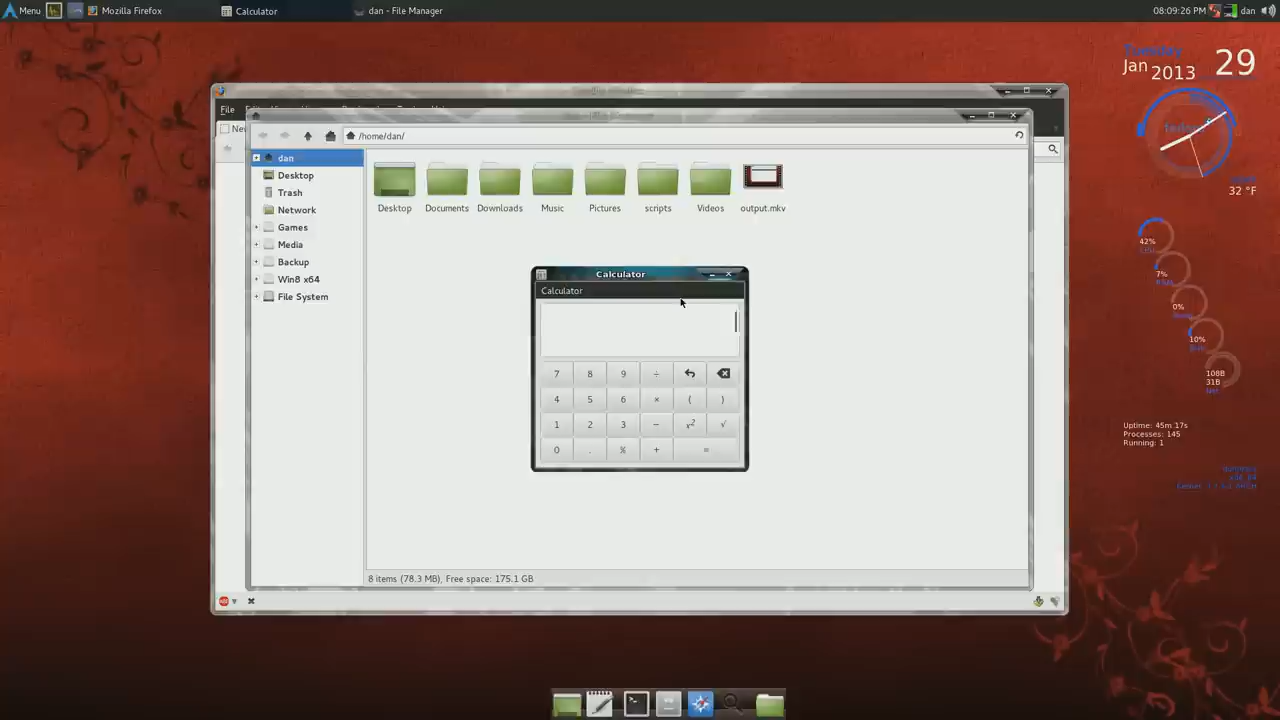 Menu
Mozilla Firefox
Calculator
dan - File Manager
08:09:26 PM
dan
Tuesday
Jan 2013 29
32 °F
File
/home/dan/
dan
Desktop
Trash
Network
Games
Media
Backup
Win8 x64
File System
Desktop
Documents
Downloads
Music
Pictures
scripts
Videos
output.mkv
Calculator
Calculator
7 8 9 ÷
4 5 6 × ( )
1 2 3 − x² √
0 . % + =
8 items (78.3 MB), Free space: 175.1 GB
42%
7%
0%
10%
108B
31B
Uptime: 45m 17s
Processes: 145
Running: 1